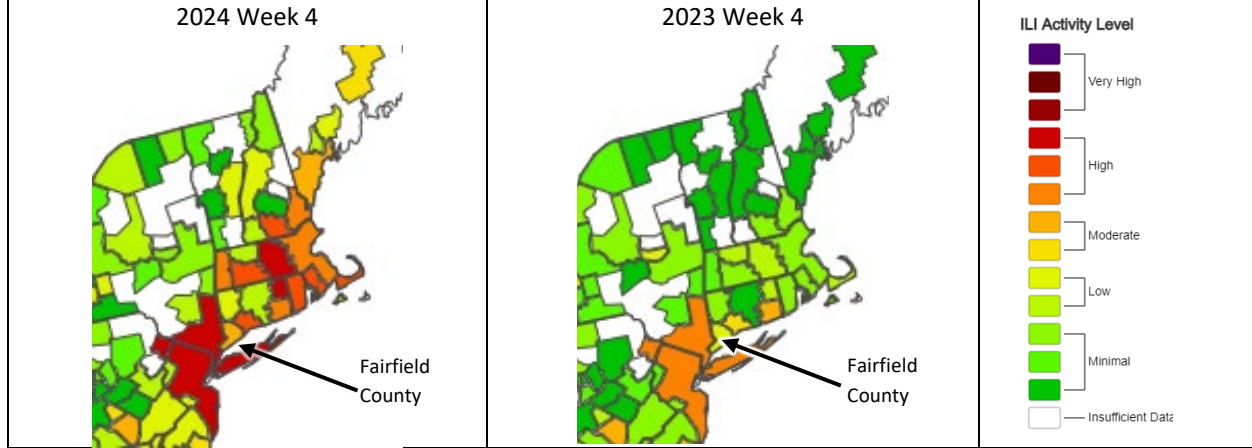 2024 Week 4
Fairfield
County
2023 Week 4
Fairfield
County
ILI Activity Level
Very High
High
Moderate
Low
Minimal
Insufficient Data